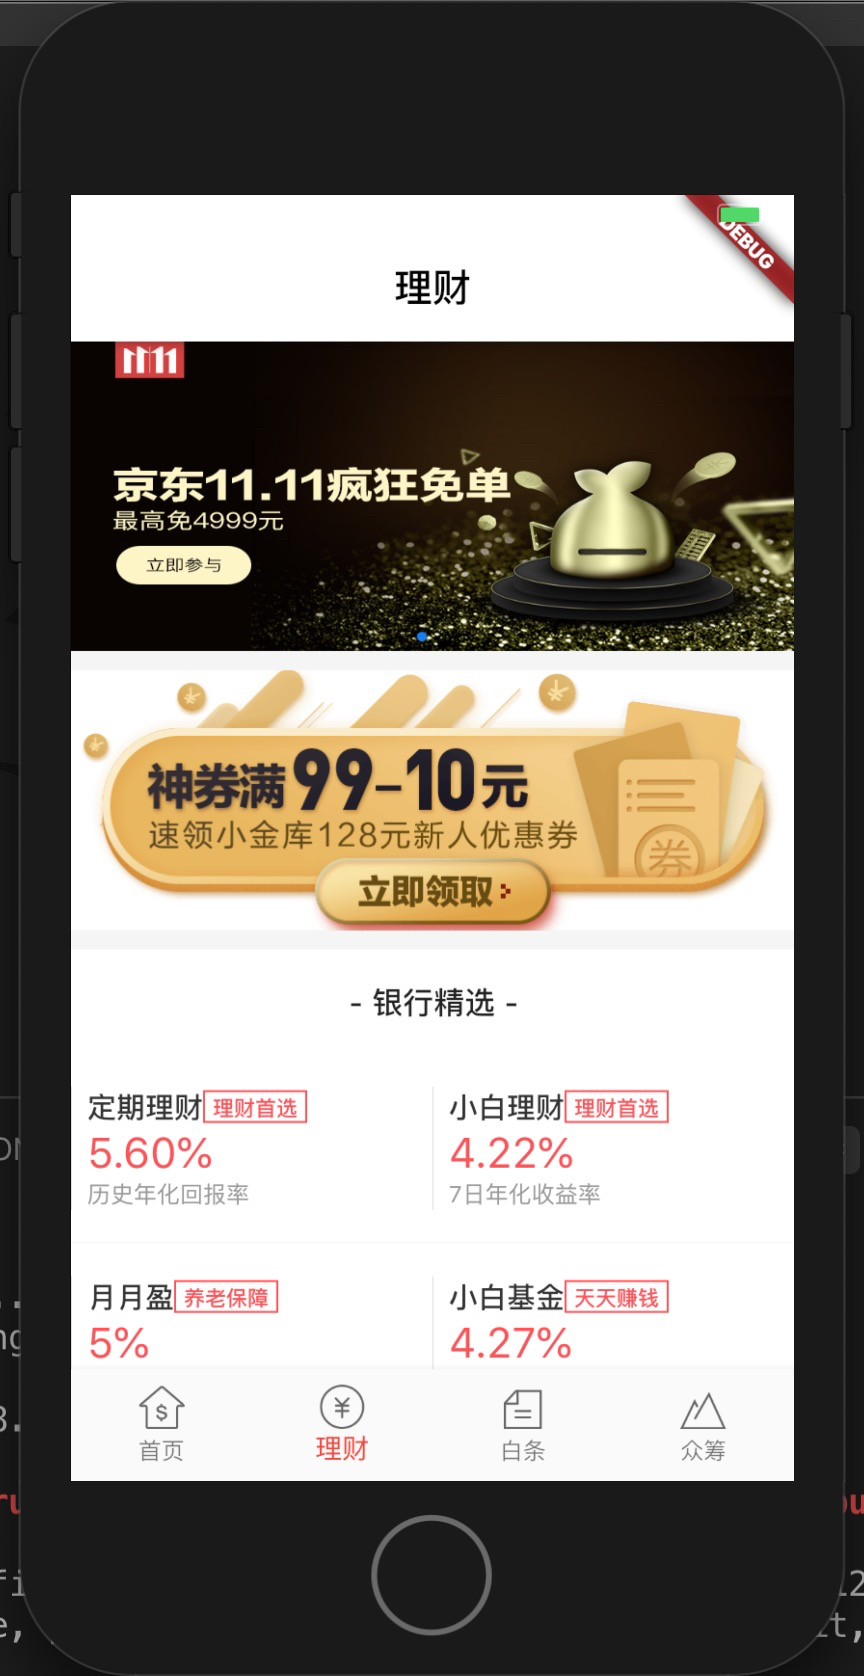 DEBUG
理财
11.11
京东11.11疯狂免单
最高免4999元
立即参与
神券满99-10元
速领小金库128元新人优惠券
券
立即领取
- 银行精选 -
定期理财 理财首选
5.60%
历史年化回报率
小白理财 理财首选
4.22%
7日年化收益率
月月盈 养老保障
5%
小白基金 天天赚钱
4.27%
首页
理财
白条
众筹